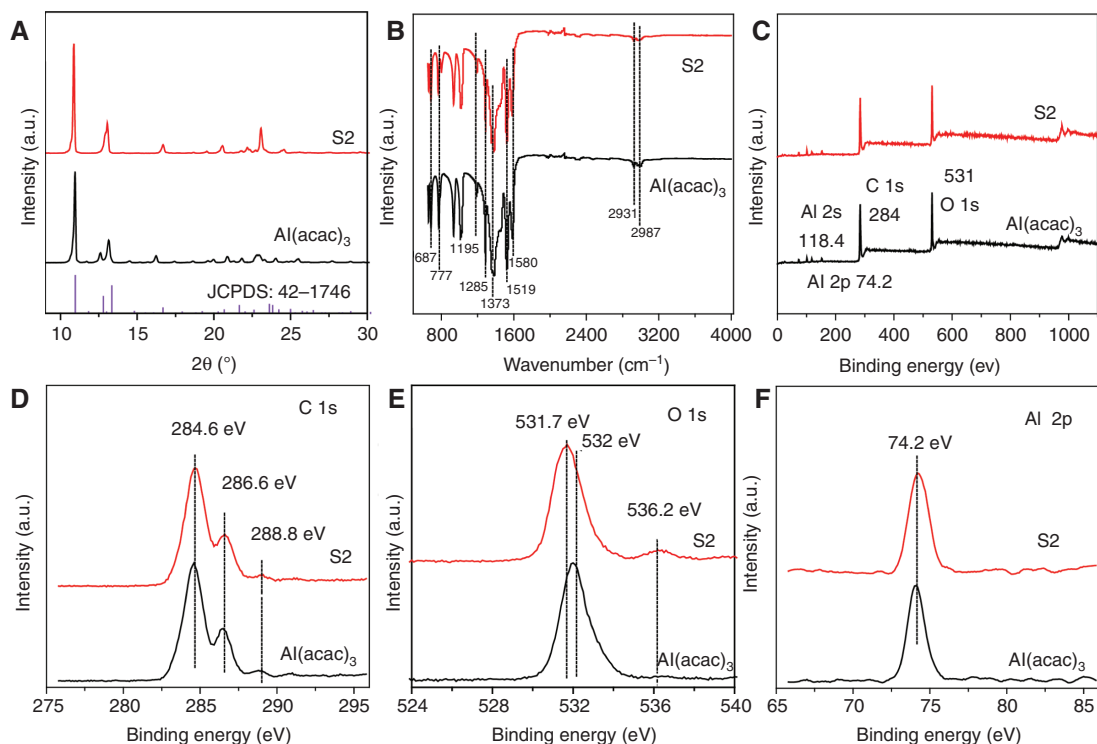 A
Intensity (a.u.)
S2
Al(acac)3
JCPDS: 42–1746
10 15 20 25 30
2θ (°)
B
Intensity (a.u.)
S2
Al(acac)3
687
777
1195
1285
1373
1519
1580
2931
2987
800 1600 2400 3200 4000
Wavenumber (cm−1)
C
Intensity (a.u.)
S2
C 1s
284
531
O 1s
Al 2s
118.4
Al(acac)3
Al 2p 74.2
0 200 400 600 800 1000
Binding energy (ev)
D
C 1s
Intensity (a.u.)
284.6 eV
286.6 eV
288.8 eV
S2
Al(acac)3
275 280 285 290 295
Binding energy (eV)
E
O 1s
Intensity (a.u.)
531.7 eV
532 eV
536.2 eV
S2
Al(acac)3
524 528 532 536 540
Binding energy (eV)
F
Al 2p
Intensity (a.u.)
74.2 eV
S2
Al(acac)3
65 70 75 80 85
Binding energy (eV)